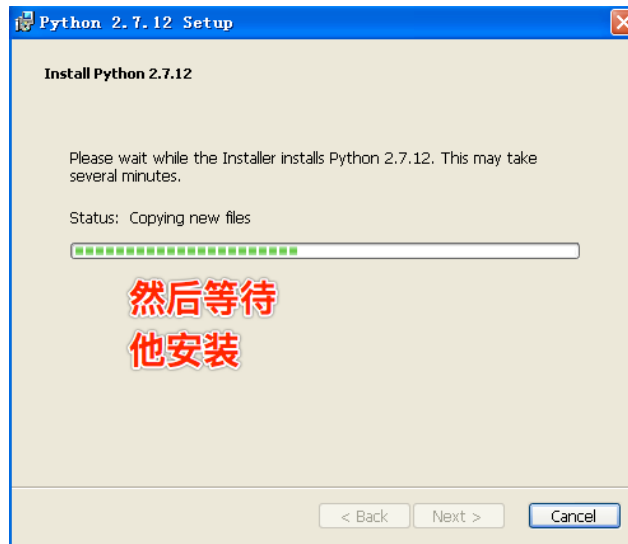 Python 2.7.12 Setup
Install Python 2.7.12
Please wait while the Installer installs Python 2.7.12. This may take
several minutes.
Status: Copying new files
然后等待
他安装
< Back Next > Cancel